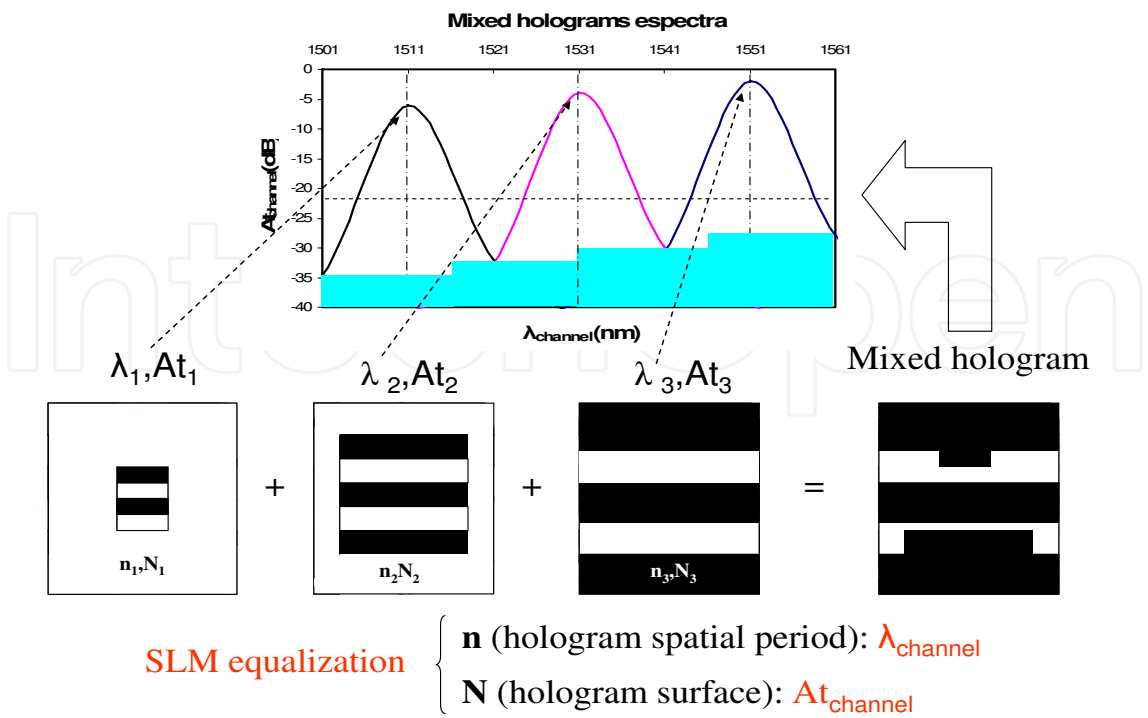 Mixed holograms espectra
1501 1511 1521 1531 1541 1551 1561
0
-5
-10
-15
-20
-25
-30
-35
-40
At channel (dB)
λ channel (nm)
IntechOpen
λ1,At1
λ 2,At2
λ 3,At3
Mixed hologram
+ + =
n1,N1
n2N2
n3,N3
SLM equalization
n (hologram spatial period): λchannel
N (hologram surface): Atchannel